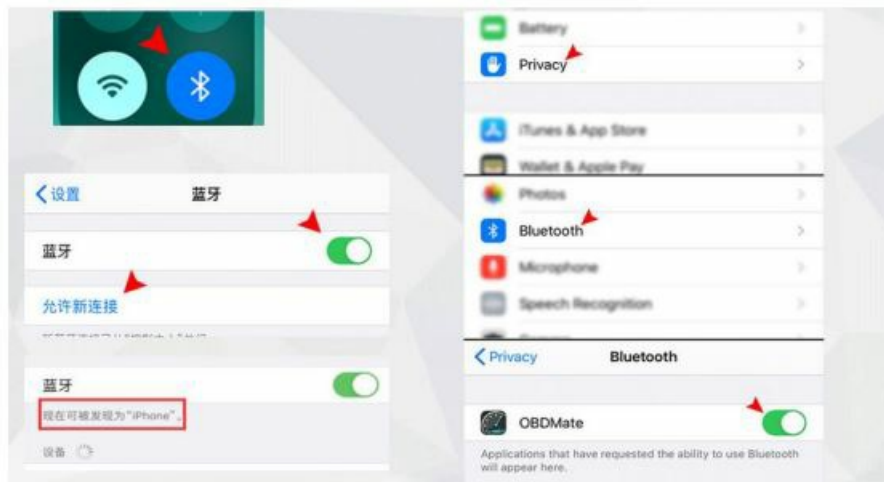 设置
蓝牙
蓝牙
允许新连接
蓝牙
现在可被发现为“iPhone”。
设备
Battery
Privacy
iTunes & App Store
Wallet & Apple Pay
Photos
Bluetooth
Microphone
Speech Recognition
Privacy
Bluetooth
OBDMate
Applications that have requested the ability to use Bluetooth
will appear here.